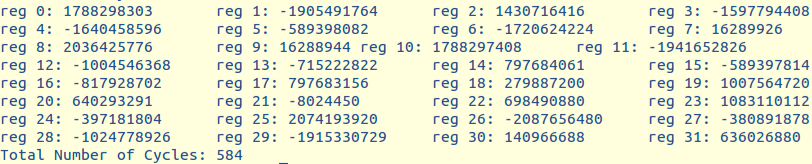 reg 0: 1788298303 reg 1: -1905491764 reg 2: 1430716416 reg 3: -1597794408
reg 4: -1640458596 reg 5: -589398082 reg 6: -1720624224 reg 7: 16289926
reg 8: 2036425776 reg 9: 16288944 reg 10: 1788297408 reg 11: -1941652826
reg 12: -1004546368 reg 13: -715222822 reg 14: 797684061 reg 15: -589397814
reg 16: -817928702 reg 17: 797683156 reg 18: 279887200 reg 19: 1007564720
reg 20: 640293291 reg 21: -8024450 reg 22: 698490880 reg 23: 1083110112
reg 24: -397181804 reg 25: 2074193920 reg 26: -2087656480 reg 27: -380891878
reg 28: -1024778926 reg 29: -1915330729 reg 30: 140966688 reg 31: 636026880
Total Number of Cycles: 584